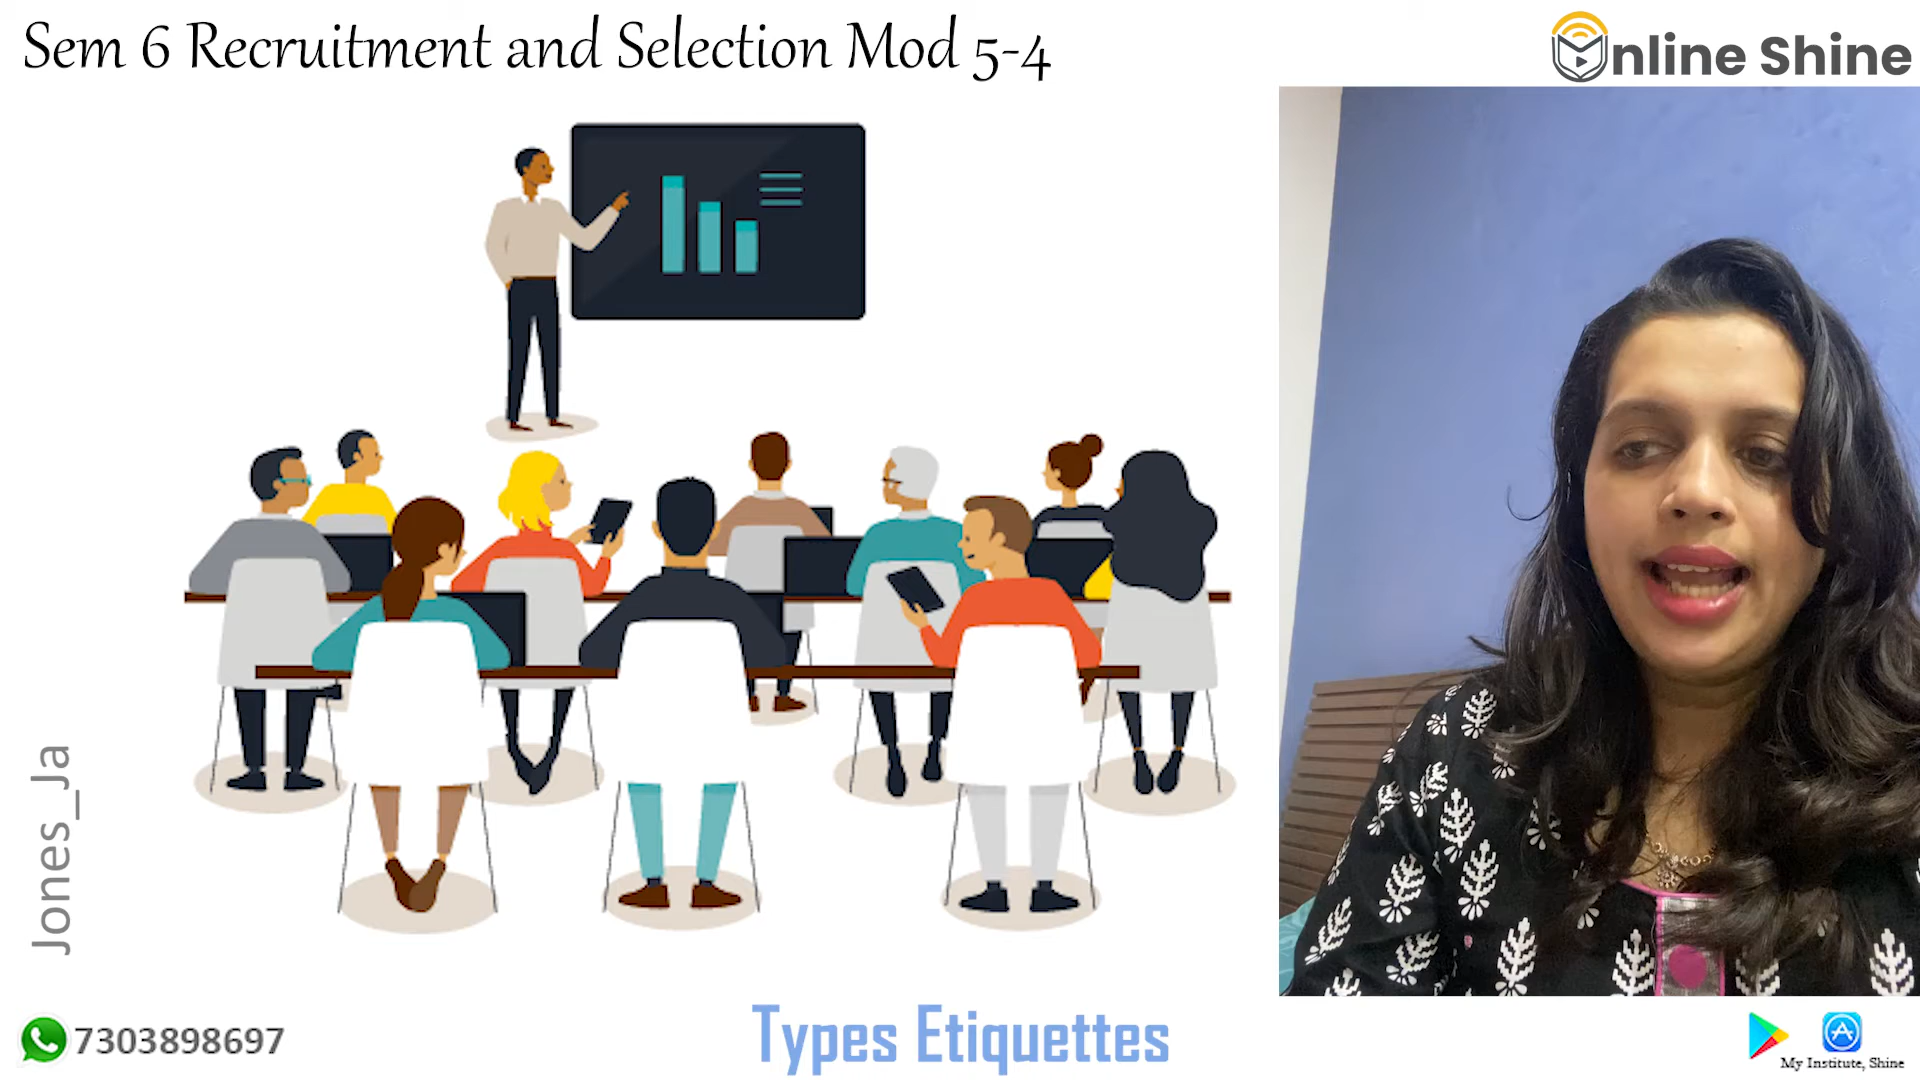 Sem 6 Recruitment and Selection Mod 5-4
Online Shine
Jones_Ja
7303898697
Types Etiquettes
My Institute, Shine